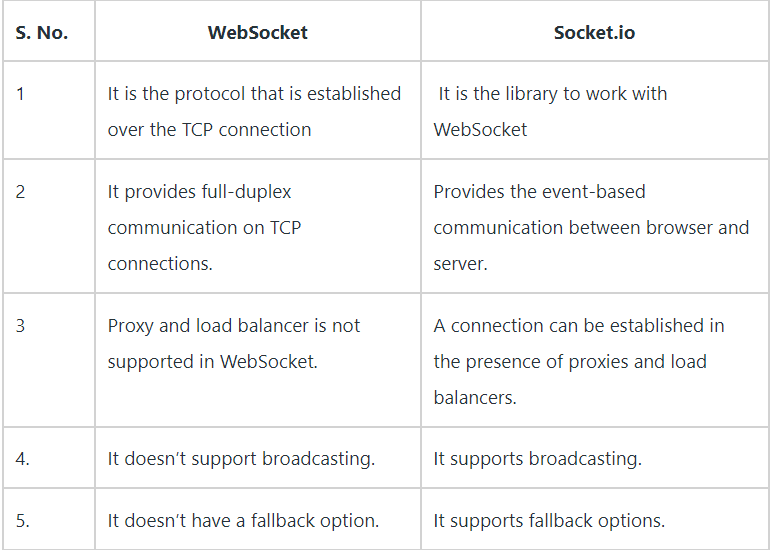 S. No. WebSocket Socket.io
1 It is the protocol that is established It is the library to work with
over the TCP connection WebSocket
2 It provides full-duplex Provides the event-based
communication on TCP communication between browser and
connections. server.
3 Proxy and load balancer is not A connection can be established in
supported in WebSocket. the presence of proxies and load
balancers.
4. It doesn't support broadcasting. It supports broadcasting.
5. It doesn't have a fallback option. It supports fallback options.